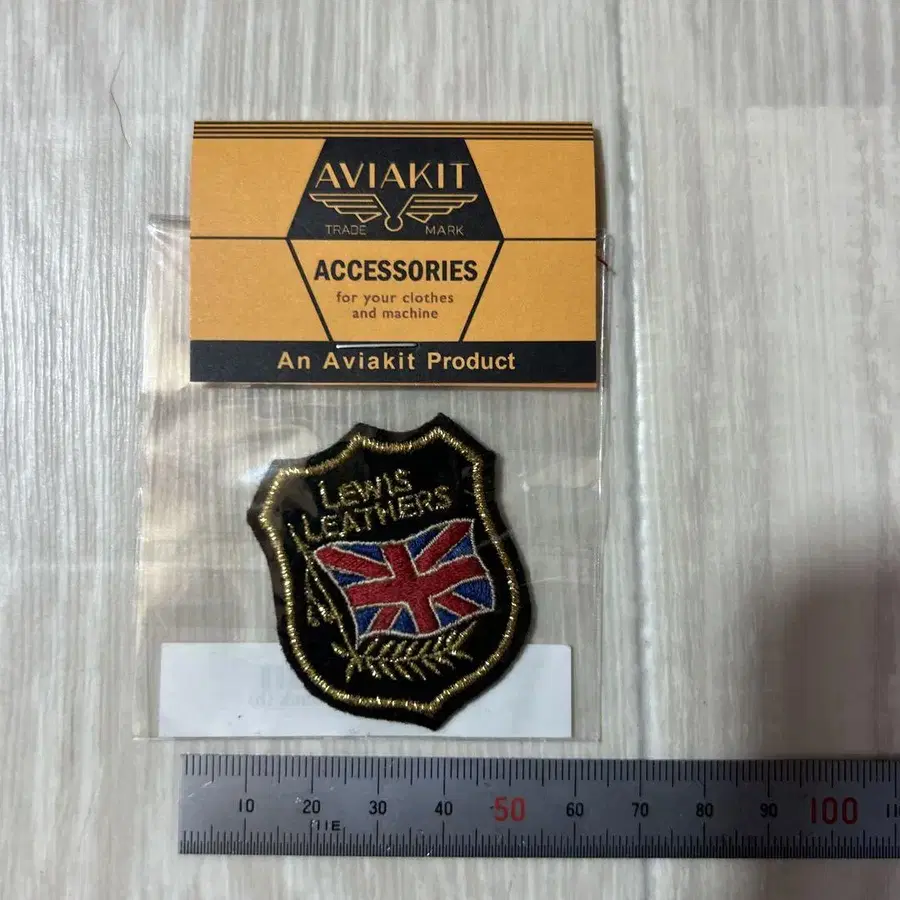 AVIAKIT
TRADE MARK
ACCESSORIES
for your clothes
and machine
An Aviakit Product
LEWIS
LEATHERS
10 20 30 40 50 60 70 80 90 100